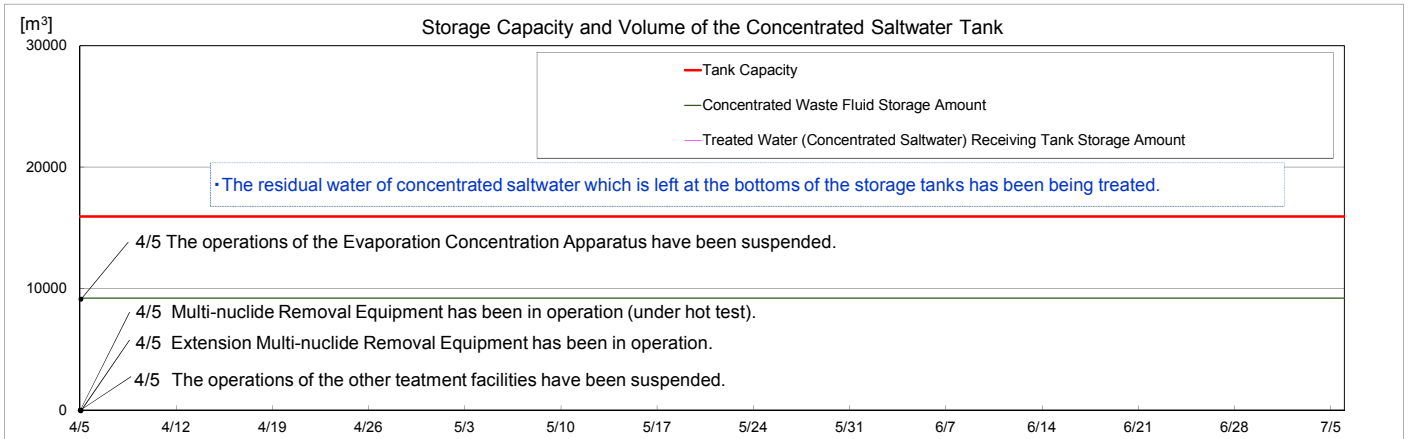 [m³]
Storage Capacity and Volume of the Concentrated Saltwater Tank
30000
Tank Capacity
Concentrated Waste Fluid Storage Amount
Treated Water (Concentrated Saltwater) Receiving Tank Storage Amount
20000
・The residual water of concentrated saltwater which is left at the bottoms of the storage tanks has been being treated.
4/5 The operations of the Evaporation Concentration Apparatus have been suspended.
10000
4/5 Multi-nuclide Removal Equipment has been in operation (under hot test).
4/5 Extension Multi-nuclide Removal Equipment has been in operation.
4/5 The operations of the other teatment facilities have been suspended.
0
4/5 4/12 4/19 4/26 5/3 5/10 5/17 5/24 5/31 6/7 6/14 6/21 6/28 7/5